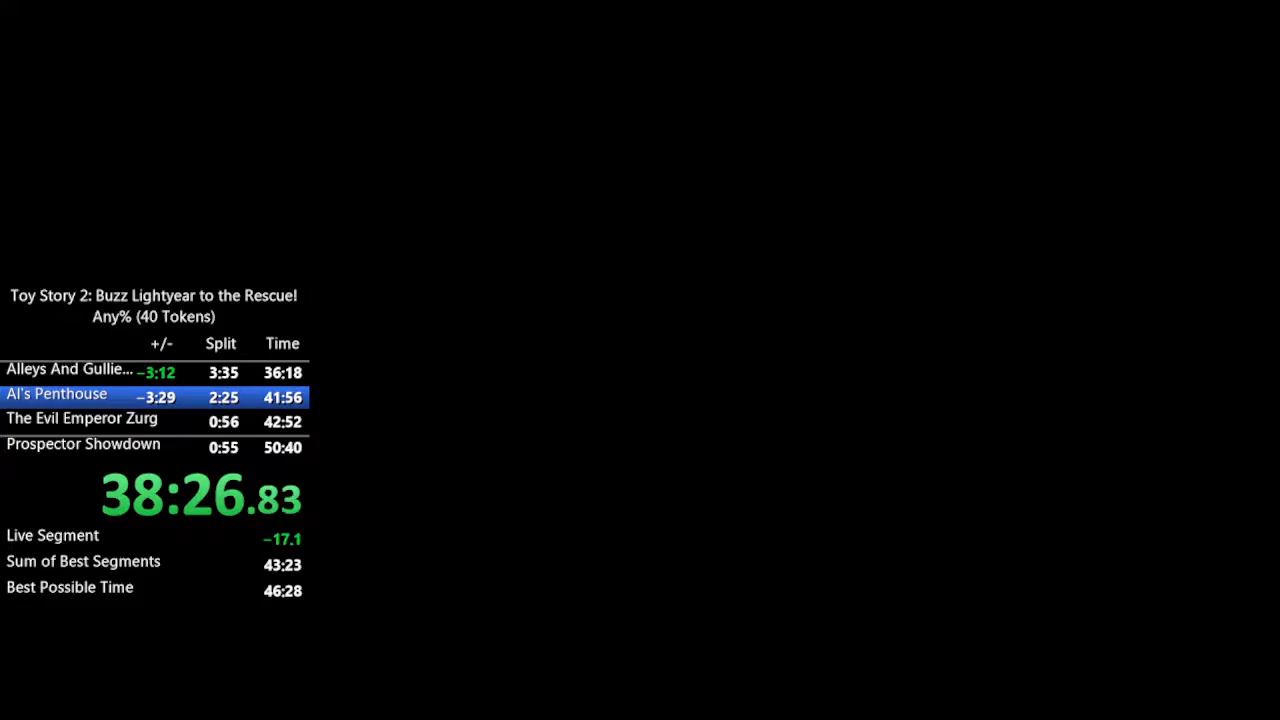 Toy Story 2: Buzz Lightyear to the Rescue!
Any% (40 Tokens)
+/- Split Time
Alleys And Gullie... −3:12 3:35 36:18
Al's Penthouse −3:29 2:25 41:56
The Evil Emperor Zurg 0:56 42:52
Prospector Showdown 0:55 50:40
38:26.83
Live Segment −17.1
Sum of Best Segments 43:23
Best Possible Time 46:28